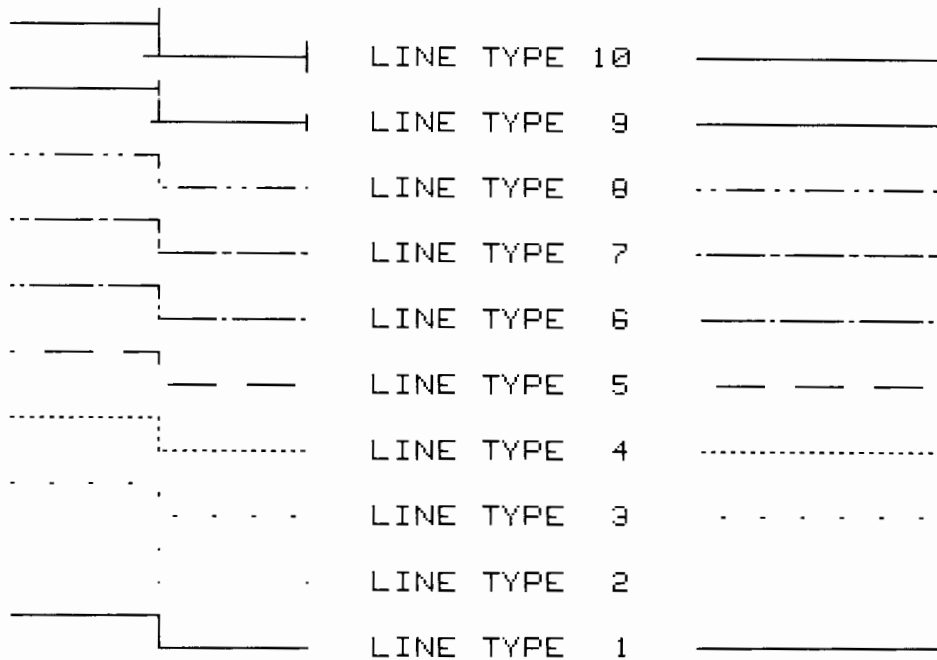 LINE TYPE 10
LINE TYPE 9
LINE TYPE 8
LINE TYPE 7
LINE TYPE 6
LINE TYPE 5
LINE TYPE 4
LINE TYPE 3
LINE TYPE 2
LINE TYPE 1